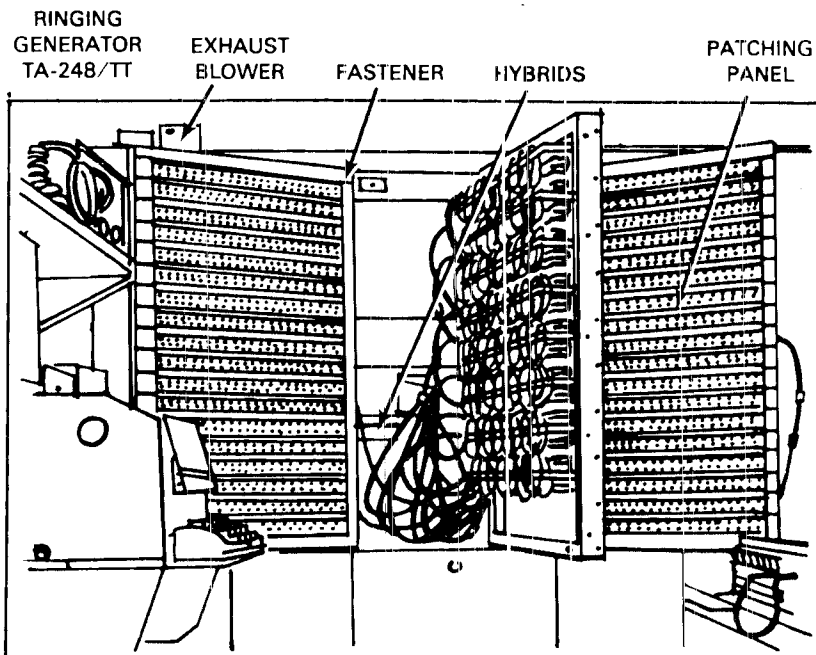 RINGING
GENERATOR
TA-248/TT
EXHAUST
BLOWER
FASTENER
HYBRIDS
PATCHING
PANEL